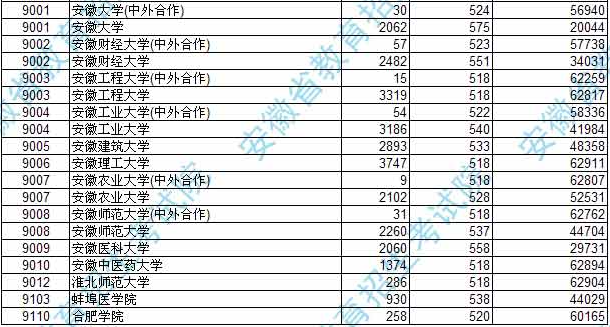 9001 安徽大学(中外合作) 30 524 56940
9001 安徽大学 2062 575 20044
9002 安徽财经大学(中外合作) 57 523 57738
9002 安徽财经大学 2482 551 34031
9003 安徽工程大学(中外合作) 15 518 62259
9003 安徽工程大学 3319 518 62817
9004 安徽工业大学(中外合作) 54 522 58336
9004 安徽工业大学 3186 540 41984
9005 安徽建筑大学 2893 533 48358
9006 安徽理工大学 3747 518 62911
9007 安徽农业大学(中外合作) 9 518 62807
9007 安徽农业大学 2102 528 52531
9008 安徽师范大学(中外合作) 31 518 62762
9008 安徽师范大学 2260 537 44704
9009 安徽医科大学 2060 558 29731
9010 安徽中医药大学 1374 518 62894
9012 淮北师范大学 286 518 62904
9103 蚌埠医学院 930 538 44029
9110 合肥学院 258 520 60165
安徽省教育招生考试院
安徽省教育招